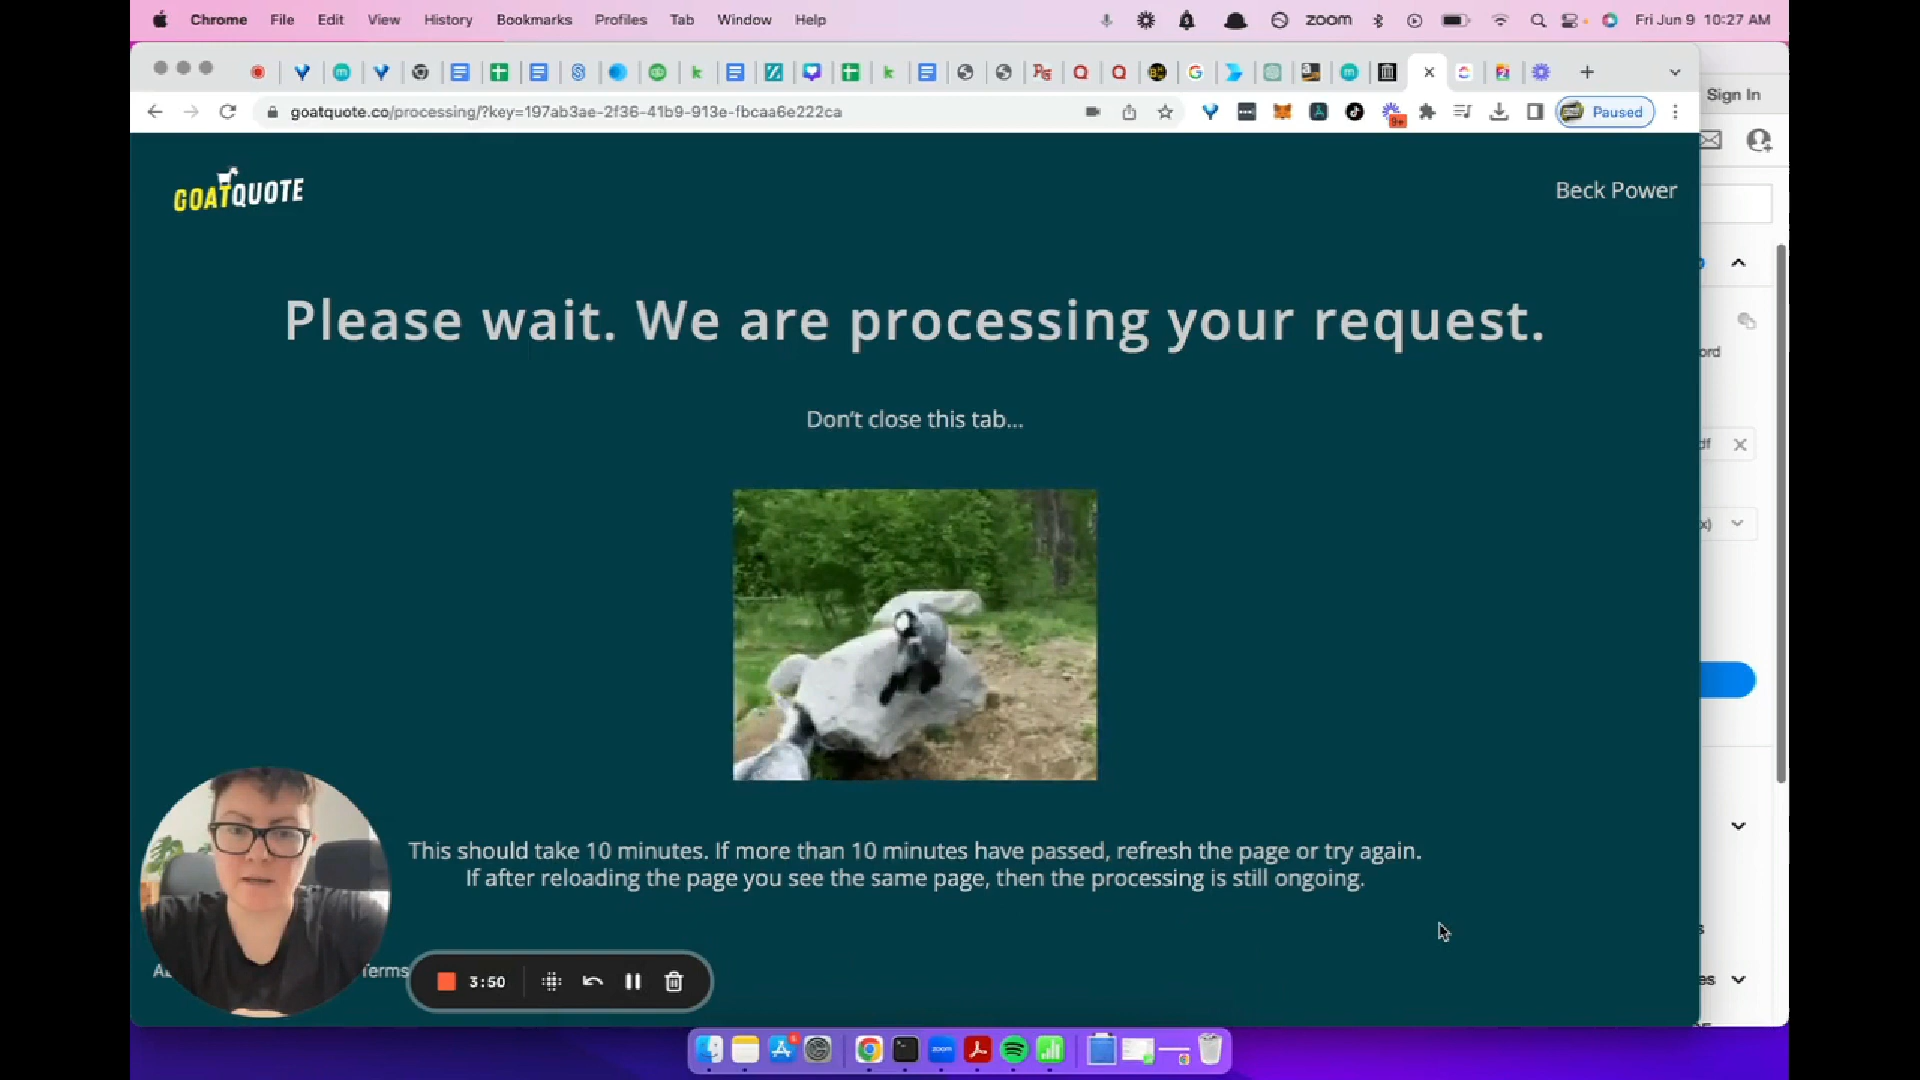 Chrome File Edit View History Bookmarks Profiles Tab Window Help
zoom
Fri Jun 9 10:27 AM
goatquote.co/processing/?key=197ab3ae-2f36-41b9-913e-fbcaa6e222ca
9+
Paused
Sign In
GOATQUOTE
Beck Power
Please wait. We are processing your request.
Don't close this tab...
This should take 10 minutes. If more than 10 minutes have passed, refresh the page or try again.
If after reloading the page you see the same page, then the processing is still ongoing.
Terms
3:50
zoom